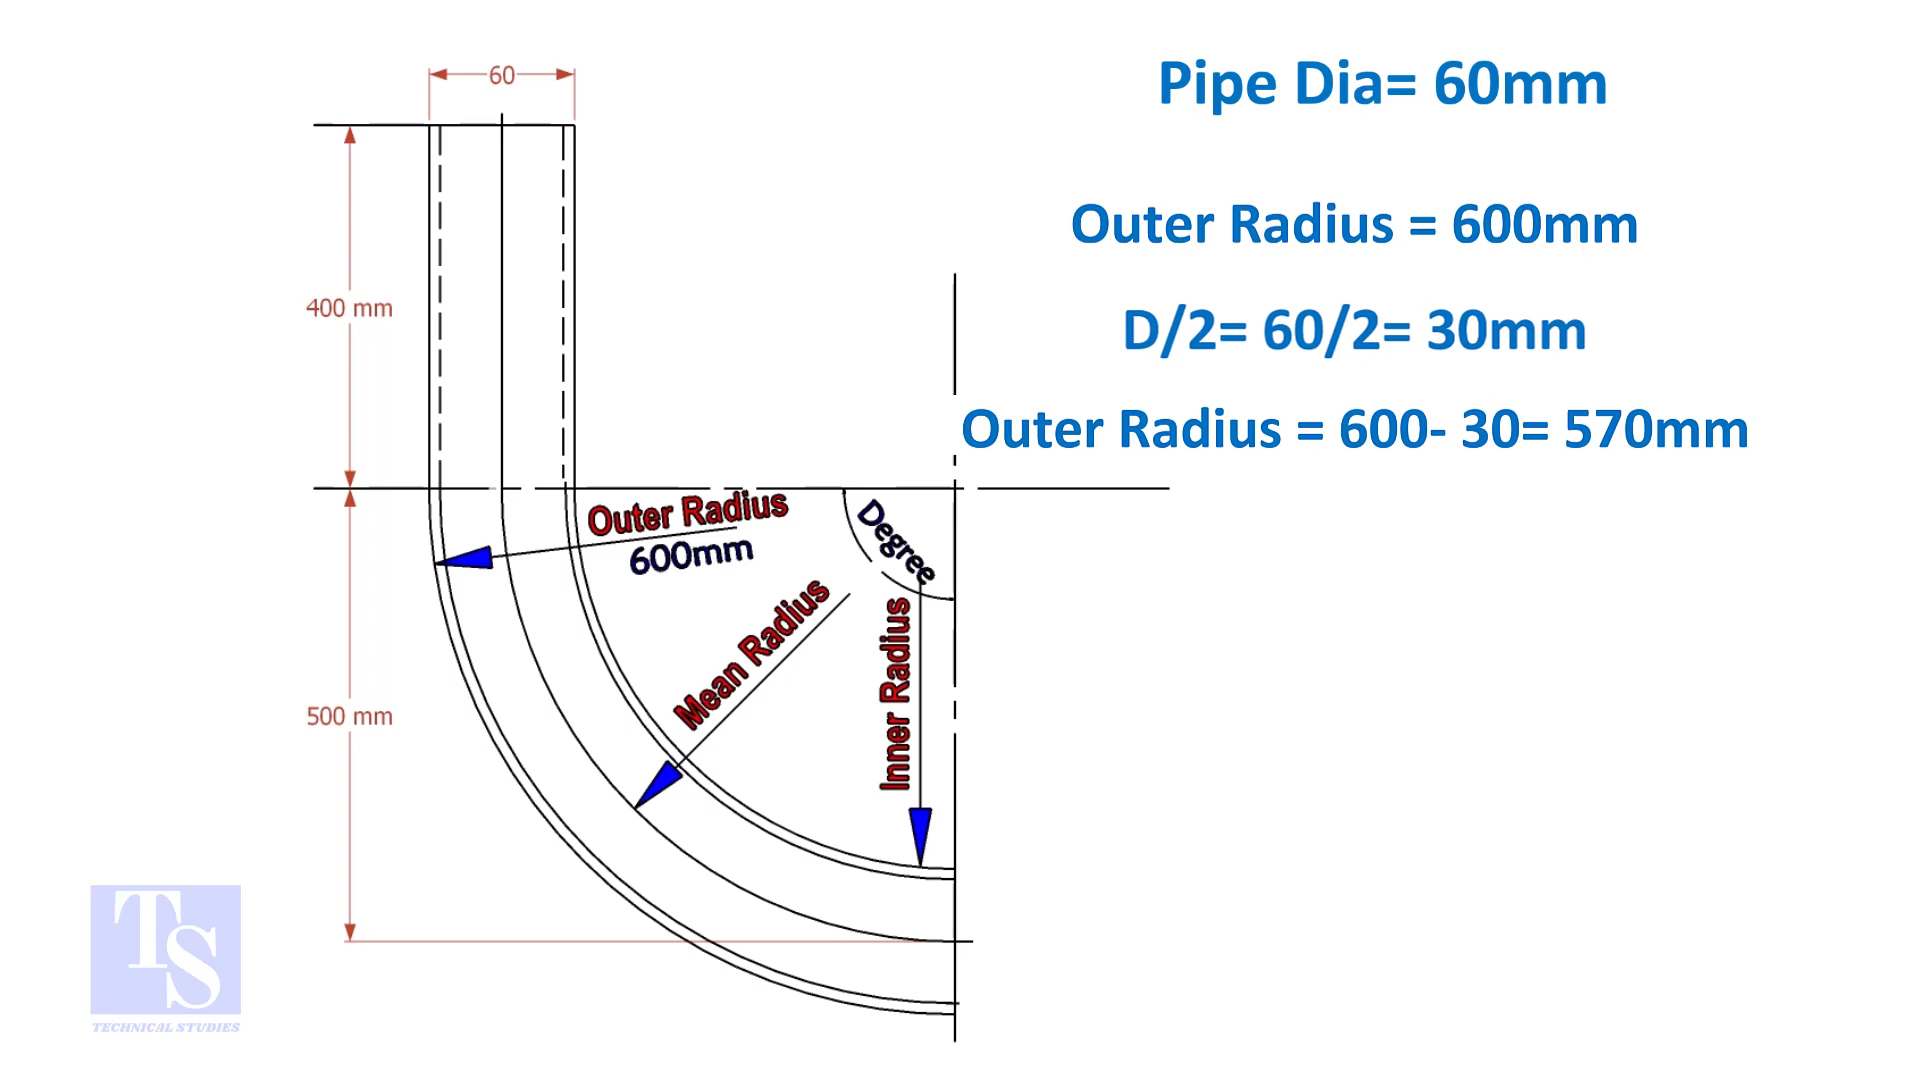 60
Pipe Dia= 60mm
Outer Radius = 600mm
400 mm
D/2= 60/2= 30mm
Outer Radius = 600- 30= 570mm
Outer Radius
600mm
Degree
Mean Radius
Inner Radius
500 mm
TS
TECHNICAL STUDIES